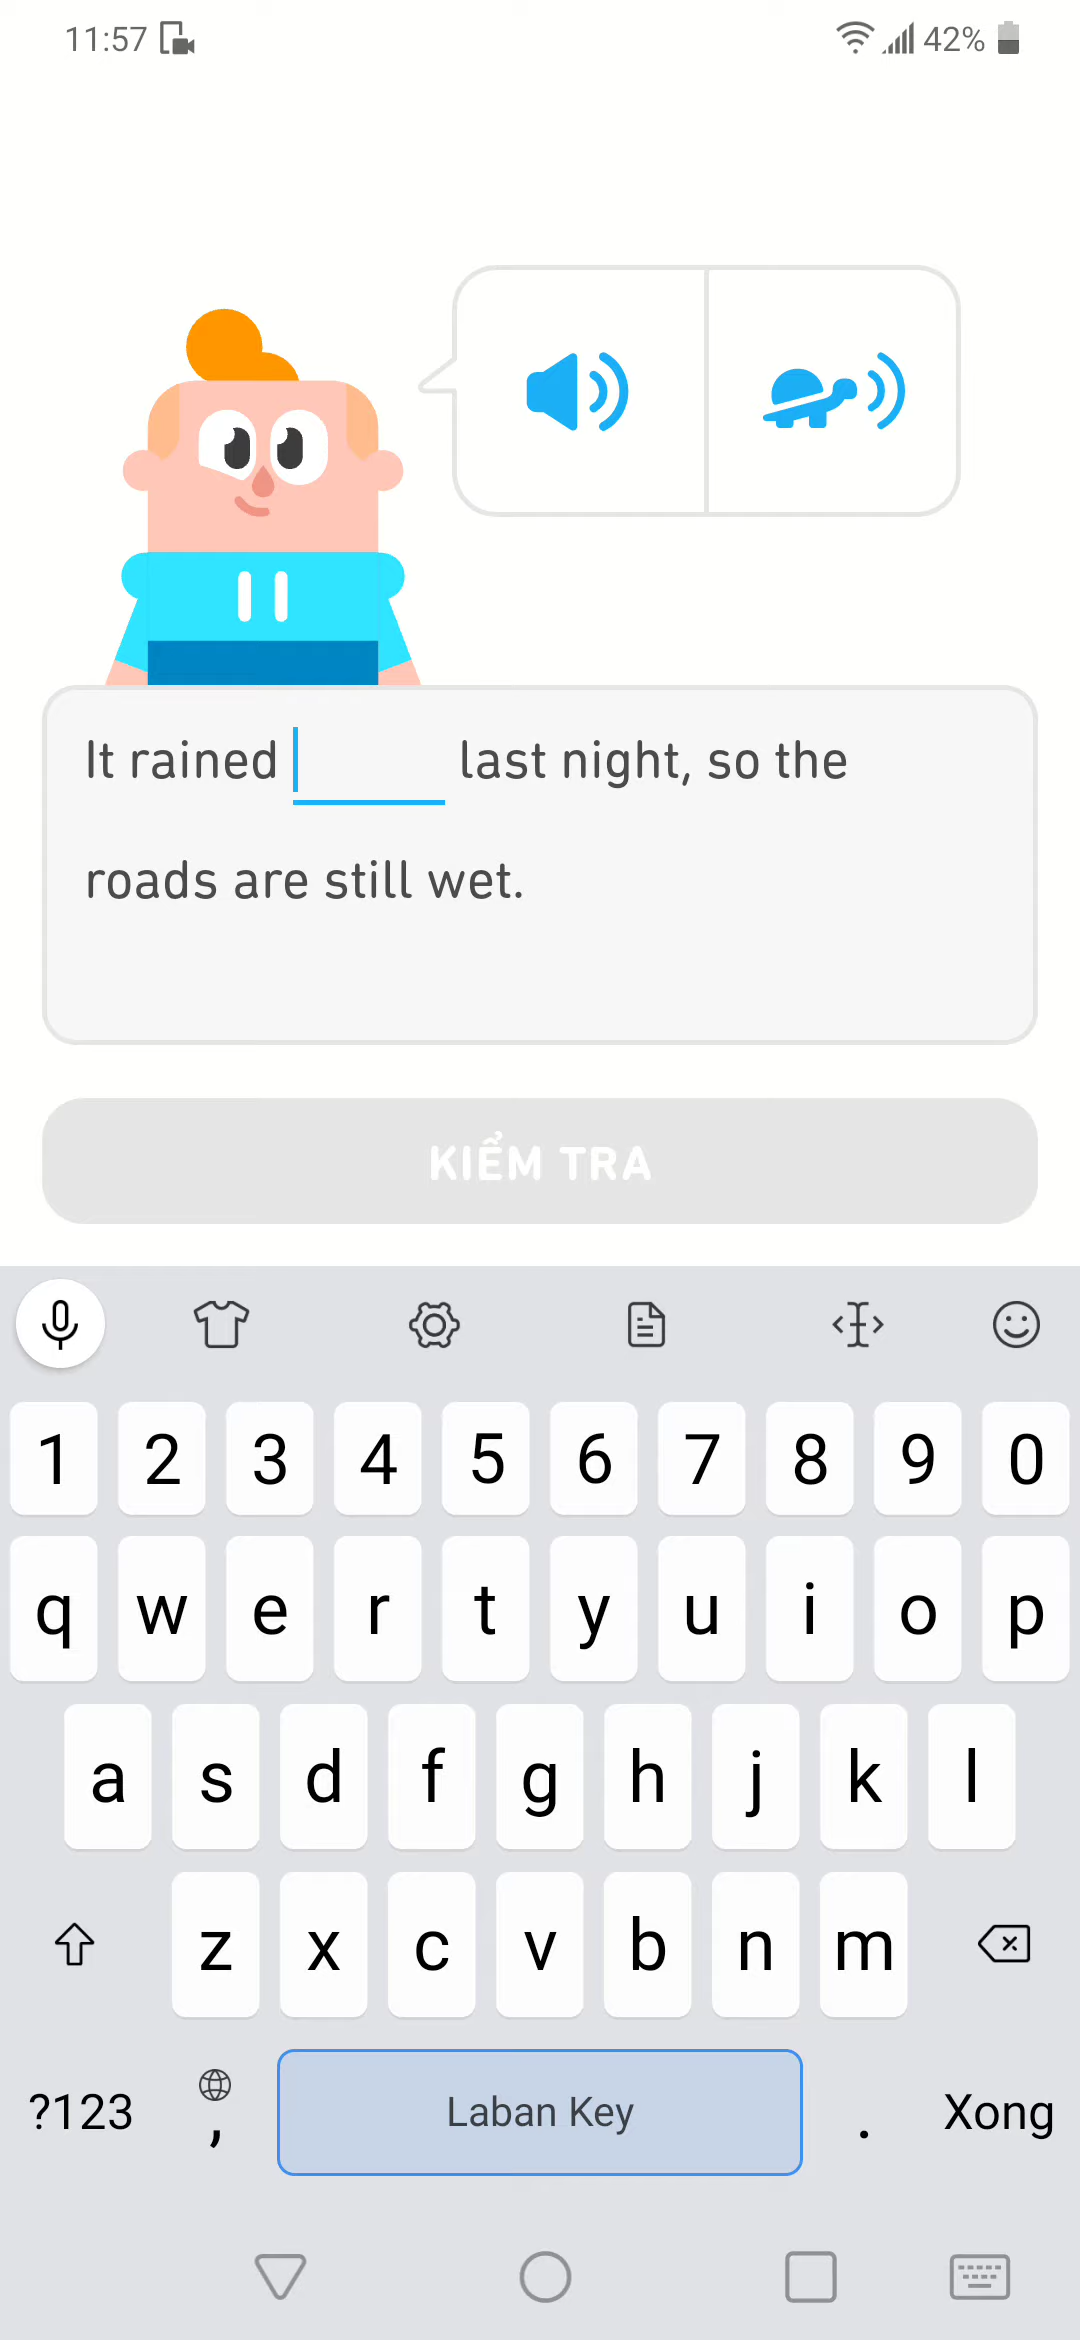 11:57 42%
It rained last night, so the
roads are still wet.
KIỂM TRA
1 2 3 4 5 6 7 8 9 0
q w e r t y u i o p
a s d f g h j k l
z x c v b n m
?123 , Laban Key . Xong